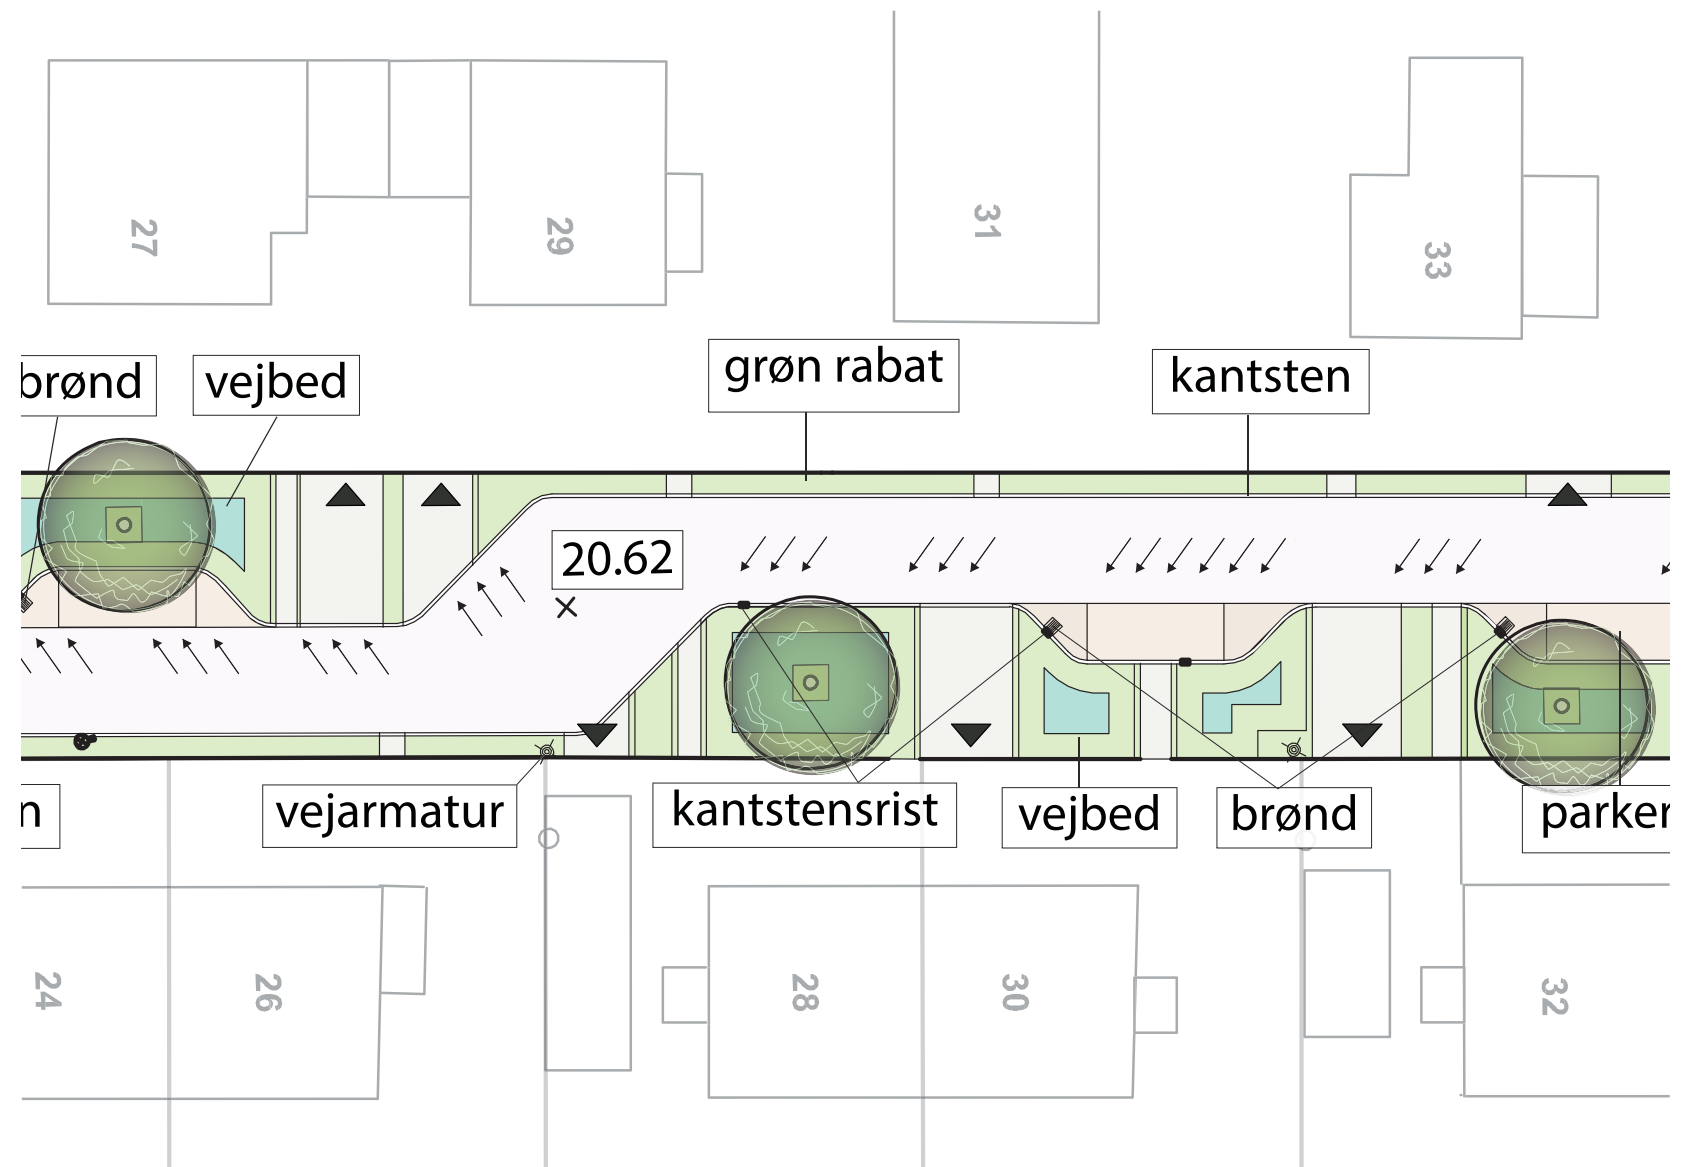 27
29
31
33
brønd
vejbed
grøn rabat
kantsten
20.62
n
vejarmatur
kantstensrist
vejbed
brønd
parker
24
26
28
30
32